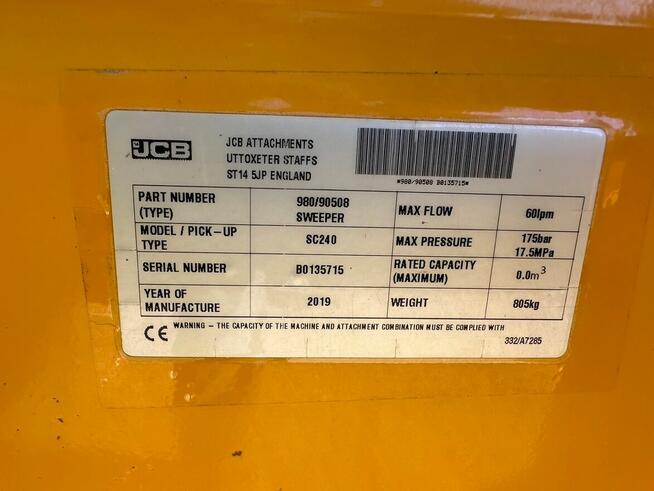 JCB
JCB ATTACHMENTS
UTTOXETER STAFFS
ST14 5JP ENGLAND
*980/90508 B0135715*
PART NUMBER (TYPE) 980/90508 SWEEPER MAX FLOW 60lpm
MODEL / PICK-UP TYPE SC240 MAX PRESSURE 175bar 17.5MPa
SERIAL NUMBER B0135715 RATED CAPACITY (MAXIMUM) 0.0m³
YEAR OF MANUFACTURE 2019 WEIGHT 805kg
CE WARNING - THE CAPACITY OF THE MACHINE AND ATTACHMENT COMBINATION MUST BE COMPLIED WITH
332/A7285